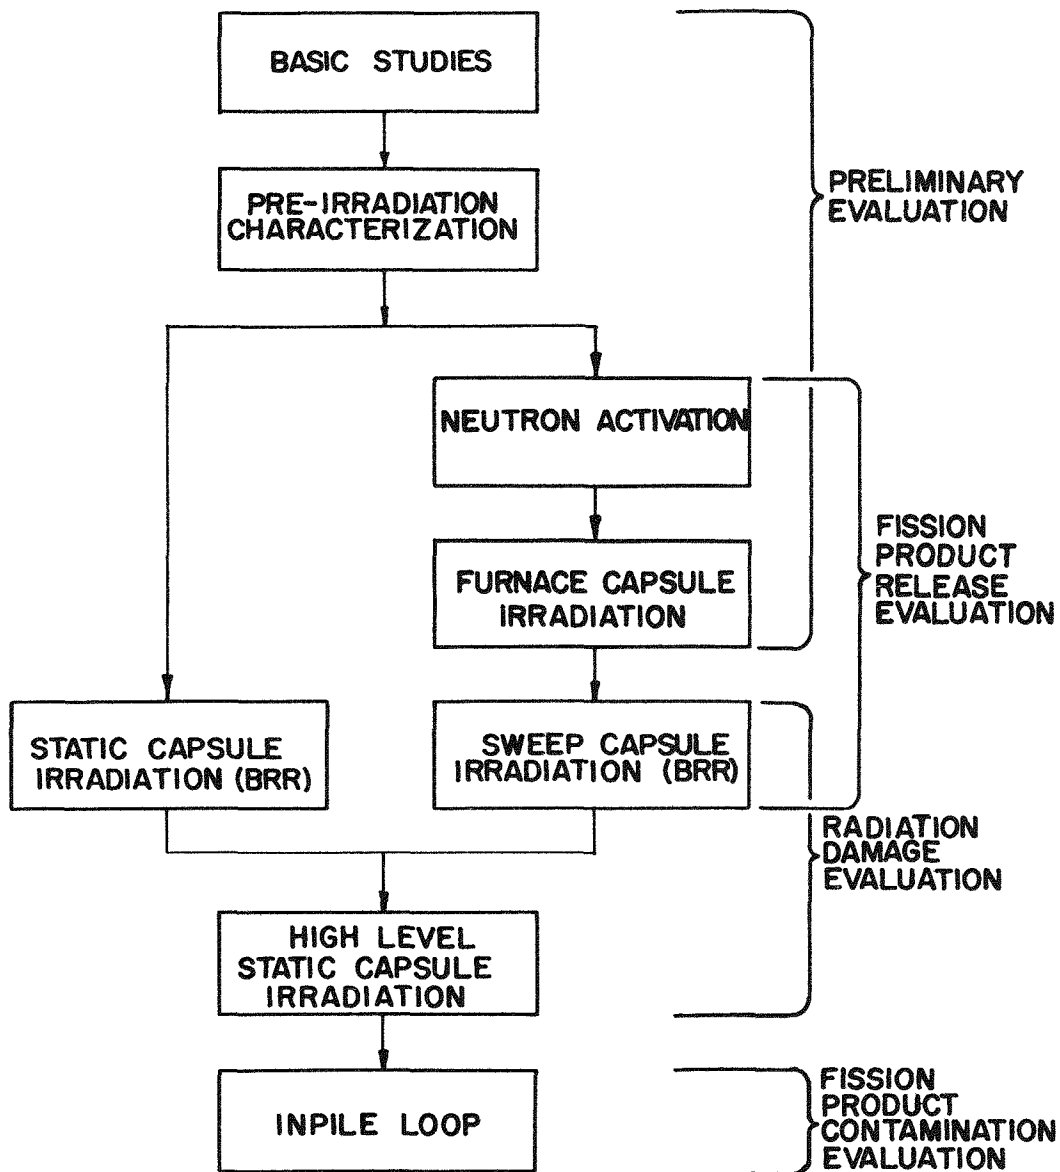 BASIC STUDIES
PRE-IRRADIATION
CHARACTERIZATION
PRELIMINARY
EVALUATION
NEUTRON ACTIVATION
FURNACE CAPSULE
IRRADIATION
FISSION
PRODUCT
RELEASE
EVALUATION
STATIC CAPSULE
IRRADIATION (BRR)
SWEEP CAPSULE
IRRADIATION (BRR)
RADIATION
DAMAGE
EVALUATION
HIGH LEVEL
STATIC CAPSULE
IRRADIATION
INPILE LOOP
FISSION
PRODUCT
CONTAMINATION
EVALUATION